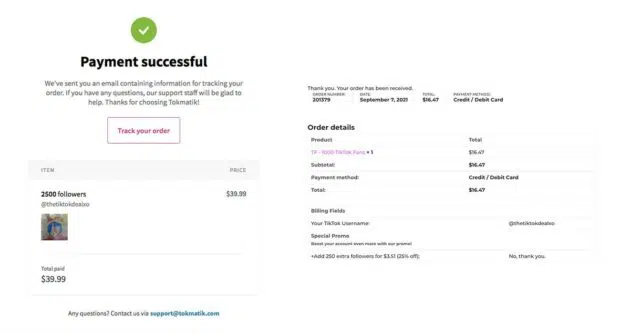 Payment successful
We've sent you an email containing information for tracking your
order. If you have any questions, our support staff will be glad to
help. Thanks for choosing Tokmatik!
Track your order
ITEM PRICE
2500 followers $39.99
@thetiktokdealxo
Total paid
$39.99
Any questions? Contact us via support@tokmatik.com
Thank you. Your order has been received.
ORDER NUMBER: DATE: TOTAL: PAYMENT METHOD:
201379 September 7, 2021 $16.47 Credit / Debit Card
Order details
Product Total
TF - 1000 TikTok Fans × 1 $16.47
Subtotal: $16.47
Payment method: Credit / Debit Card
Total: $16.47
Billing Fields
Your TikTok Username: @thetiktokdealxo
Special Promo
Boost your account even more with our promo!
+Add 250 extra followers for $3.51 (25% off): No, thank you.